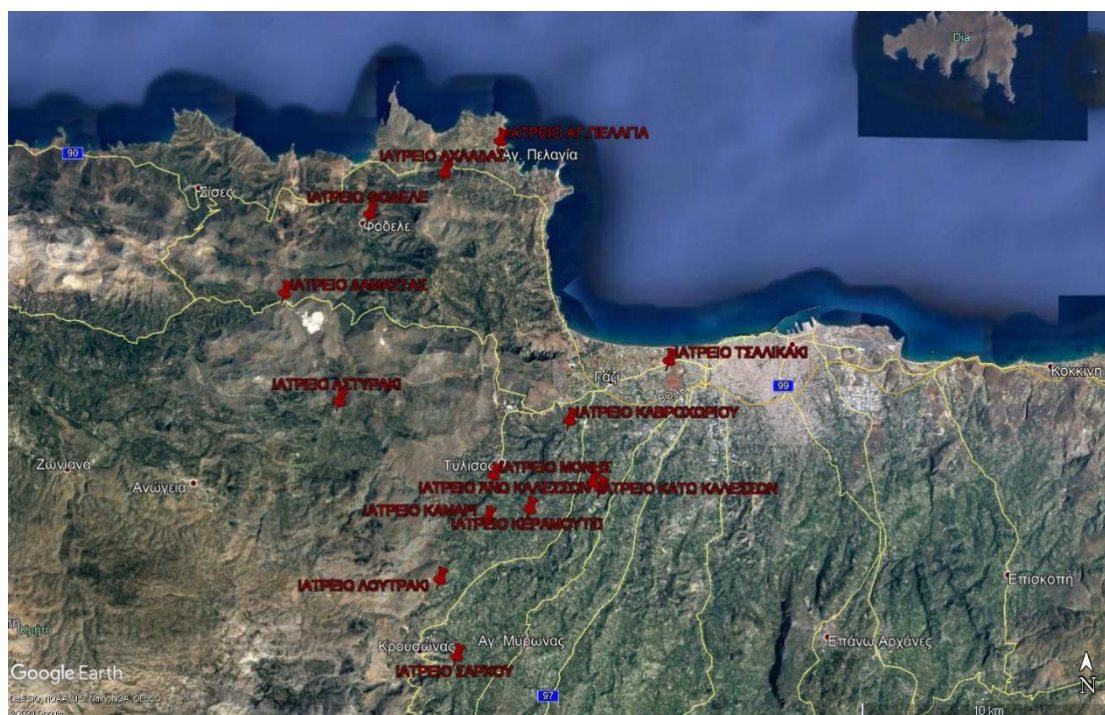 Dia
ΙΑΤΡΕΙΟ ΑΓ.ΠΕΛΑΓΙΑ
90
ΙΑΤΡΕΙΟ ΑΧΛΑΔΑΣ
Αγ. Πελαγία
Σίσες
ΙΑΤΡΕΙΟ ΦΟΔΕΛΕ
Φόδελε
ΙΑΤΡΕΙΟ ΔΑΜΑΣΤΑΣ
ΙΑΤΡΕΙΟ ΤΣΑΛΙΚΑΚΙ
Κοκκίνη
Γάζι
ΙΑΤΡΕΙΟ ΑΣΤΥΡΑΚΙ
ΒΟΑΚ
99
ΙΑΤΡΕΙΟ ΚΑΒΡΟΧΩΡΙΟΥ
Ζωνιανά
Τύλισος
ΙΑΤΡΕΙΟ ΜΟΝΗΣ
Ανώγεια
ΙΑΤΡΕΙΟ ΑΝΩ ΚΑΛΕΣΣΩΝ
ΙΑΤΡΕΙΟ ΚΑΤΩ ΚΑΛΕΣΣΩΝ
ΙΑΤΡΕΙΟ ΚΑΜΑΡΙ
ΙΑΤΡΕΙΟ ΚΕΡΑΜΟΥΤΣΙ
ΙΑΤΡΕΙΟ ΛΟΥΤΡΑΚΙ
Επισκοπή
Κρήτη
Κρουσώνας
Αγ. Μύρωνας
Επάνω Αρχάνες
ΙΑΤΡΕΙΟ ΣΑΡΧΟΥ
Google Earth
N
97
10 km